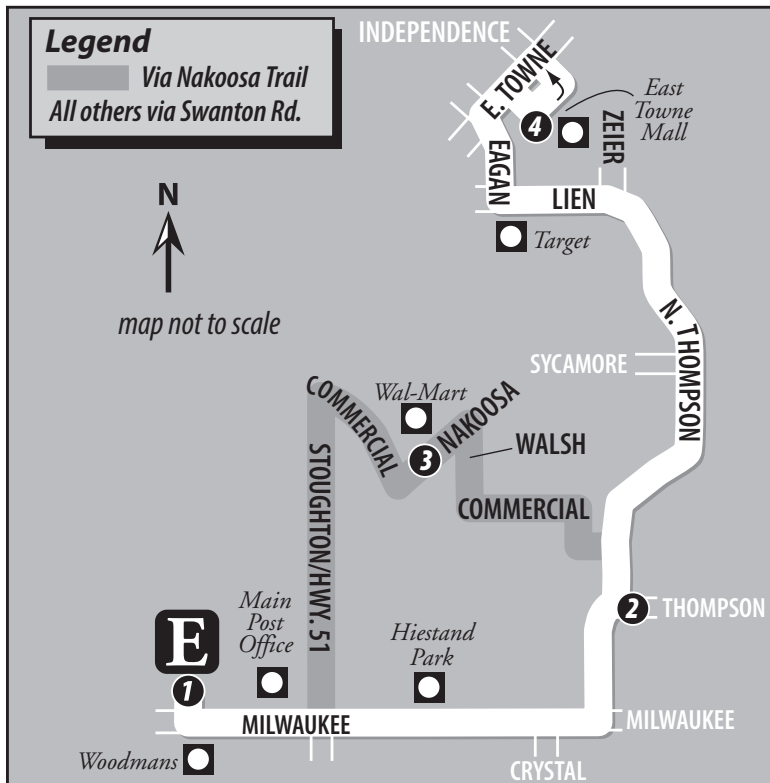 Legend
Via Nakoosa Trail
All others via Swanton Rd.
INDEPENDENCE
E. TOWNE
4
East
Towne
Mall
ZEIER
EAGAN
LIEN
Target
N
map not to scale
N. THOMPSON
SYCAMORE
COMMERCIAL
Wal-Mart
NAKOOSA
3
WALSH
STOUGHTON/HWY. 51
COMMERCIAL
2
THOMPSON
E
1
Main
Post
Office
Hiestand
Park
MILWAUKEE
MILWAUKEE
Woodmans
CRYSTAL